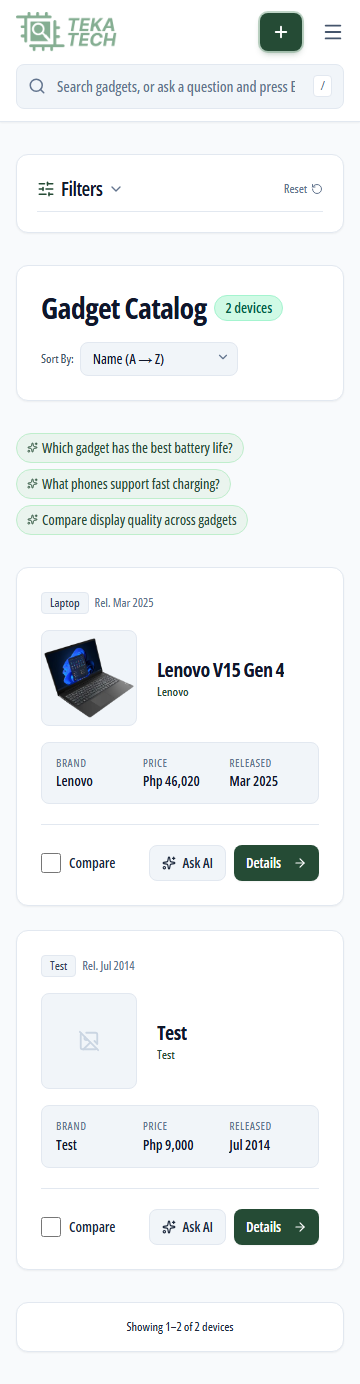 TEKA
TECH
+
Search gadgets, or ask a question and press E
/
Filters
Reset
Gadget Catalog
2 devices
Sort By:
Name (A → Z)
Which gadget has the best battery life?
What phones support fast charging?
Compare display quality across gadgets
Laptop
Rel. Mar 2025
Lenovo V15 Gen 4
Lenovo
BRAND PRICE RELEASED
Lenovo Php 46,020 Mar 2025
Compare
Ask AI
Details →
Test
Rel. Jul 2014
Test
Test
BRAND PRICE RELEASED
Test Php 9,000 Jul 2014
Compare
Ask AI
Details →
Showing 1–2 of 2 devices